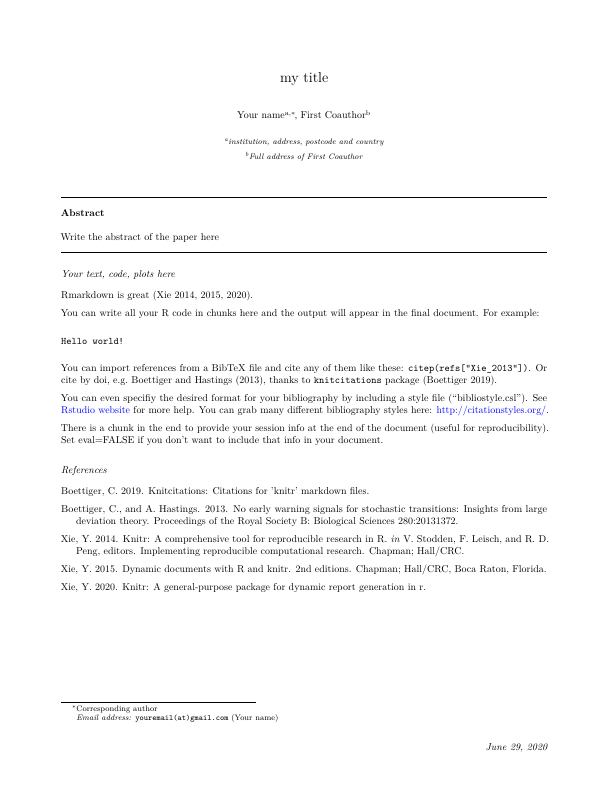 my title
Your nameᵃ,*, First Coauthorᵇ
ᵃinstitution, address, postcode and country
ᵇFull address of First Coauthor
Abstract
Write the abstract of the paper here
Your text, code, plots here
Rmarkdown is great (Xie 2014, 2015, 2020).
You can write all your R code in chunks here and the output will appear in the final document. For example:
Hello world!
You can import references from a BibTeX file and cite any of them like these: citep(refs["Xie_2013"]). Or
cite by doi, e.g. Boettiger and Hastings (2013), thanks to knitcitations package (Boettiger 2019).
You can even specifiy the desired format for your bibliography by including a style file (“bibliostyle.csl”). See
Rstudio website for more help. You can grab many different bibliography styles here: http://citationstyles.org/.
There is a chunk in the end to provide your session info at the end of the document (useful for reproducibility).
Set eval=FALSE if you don’t want to include that info in your document.
References
Boettiger, C. 2019. Knitcitations: Citations for ’knitr’ markdown files.
Boettiger, C., and A. Hastings. 2013. No early warning signals for stochastic transitions: Insights from large
deviation theory. Proceedings of the Royal Society B: Biological Sciences 280:20131372.
Xie, Y. 2014. Knitr: A comprehensive tool for reproducible research in R. in V. Stodden, F. Leisch, and R. D.
Peng, editors. Implementing reproducible computational research. Chapman; Hall/CRC.
Xie, Y. 2015. Dynamic documents with R and knitr. 2nd editions. Chapman; Hall/CRC, Boca Raton, Florida.
Xie, Y. 2020. Knitr: A general-purpose package for dynamic report generation in r.
*Corresponding author
Email address: youremail(at)gmail.com (Your name)
June 29, 2020